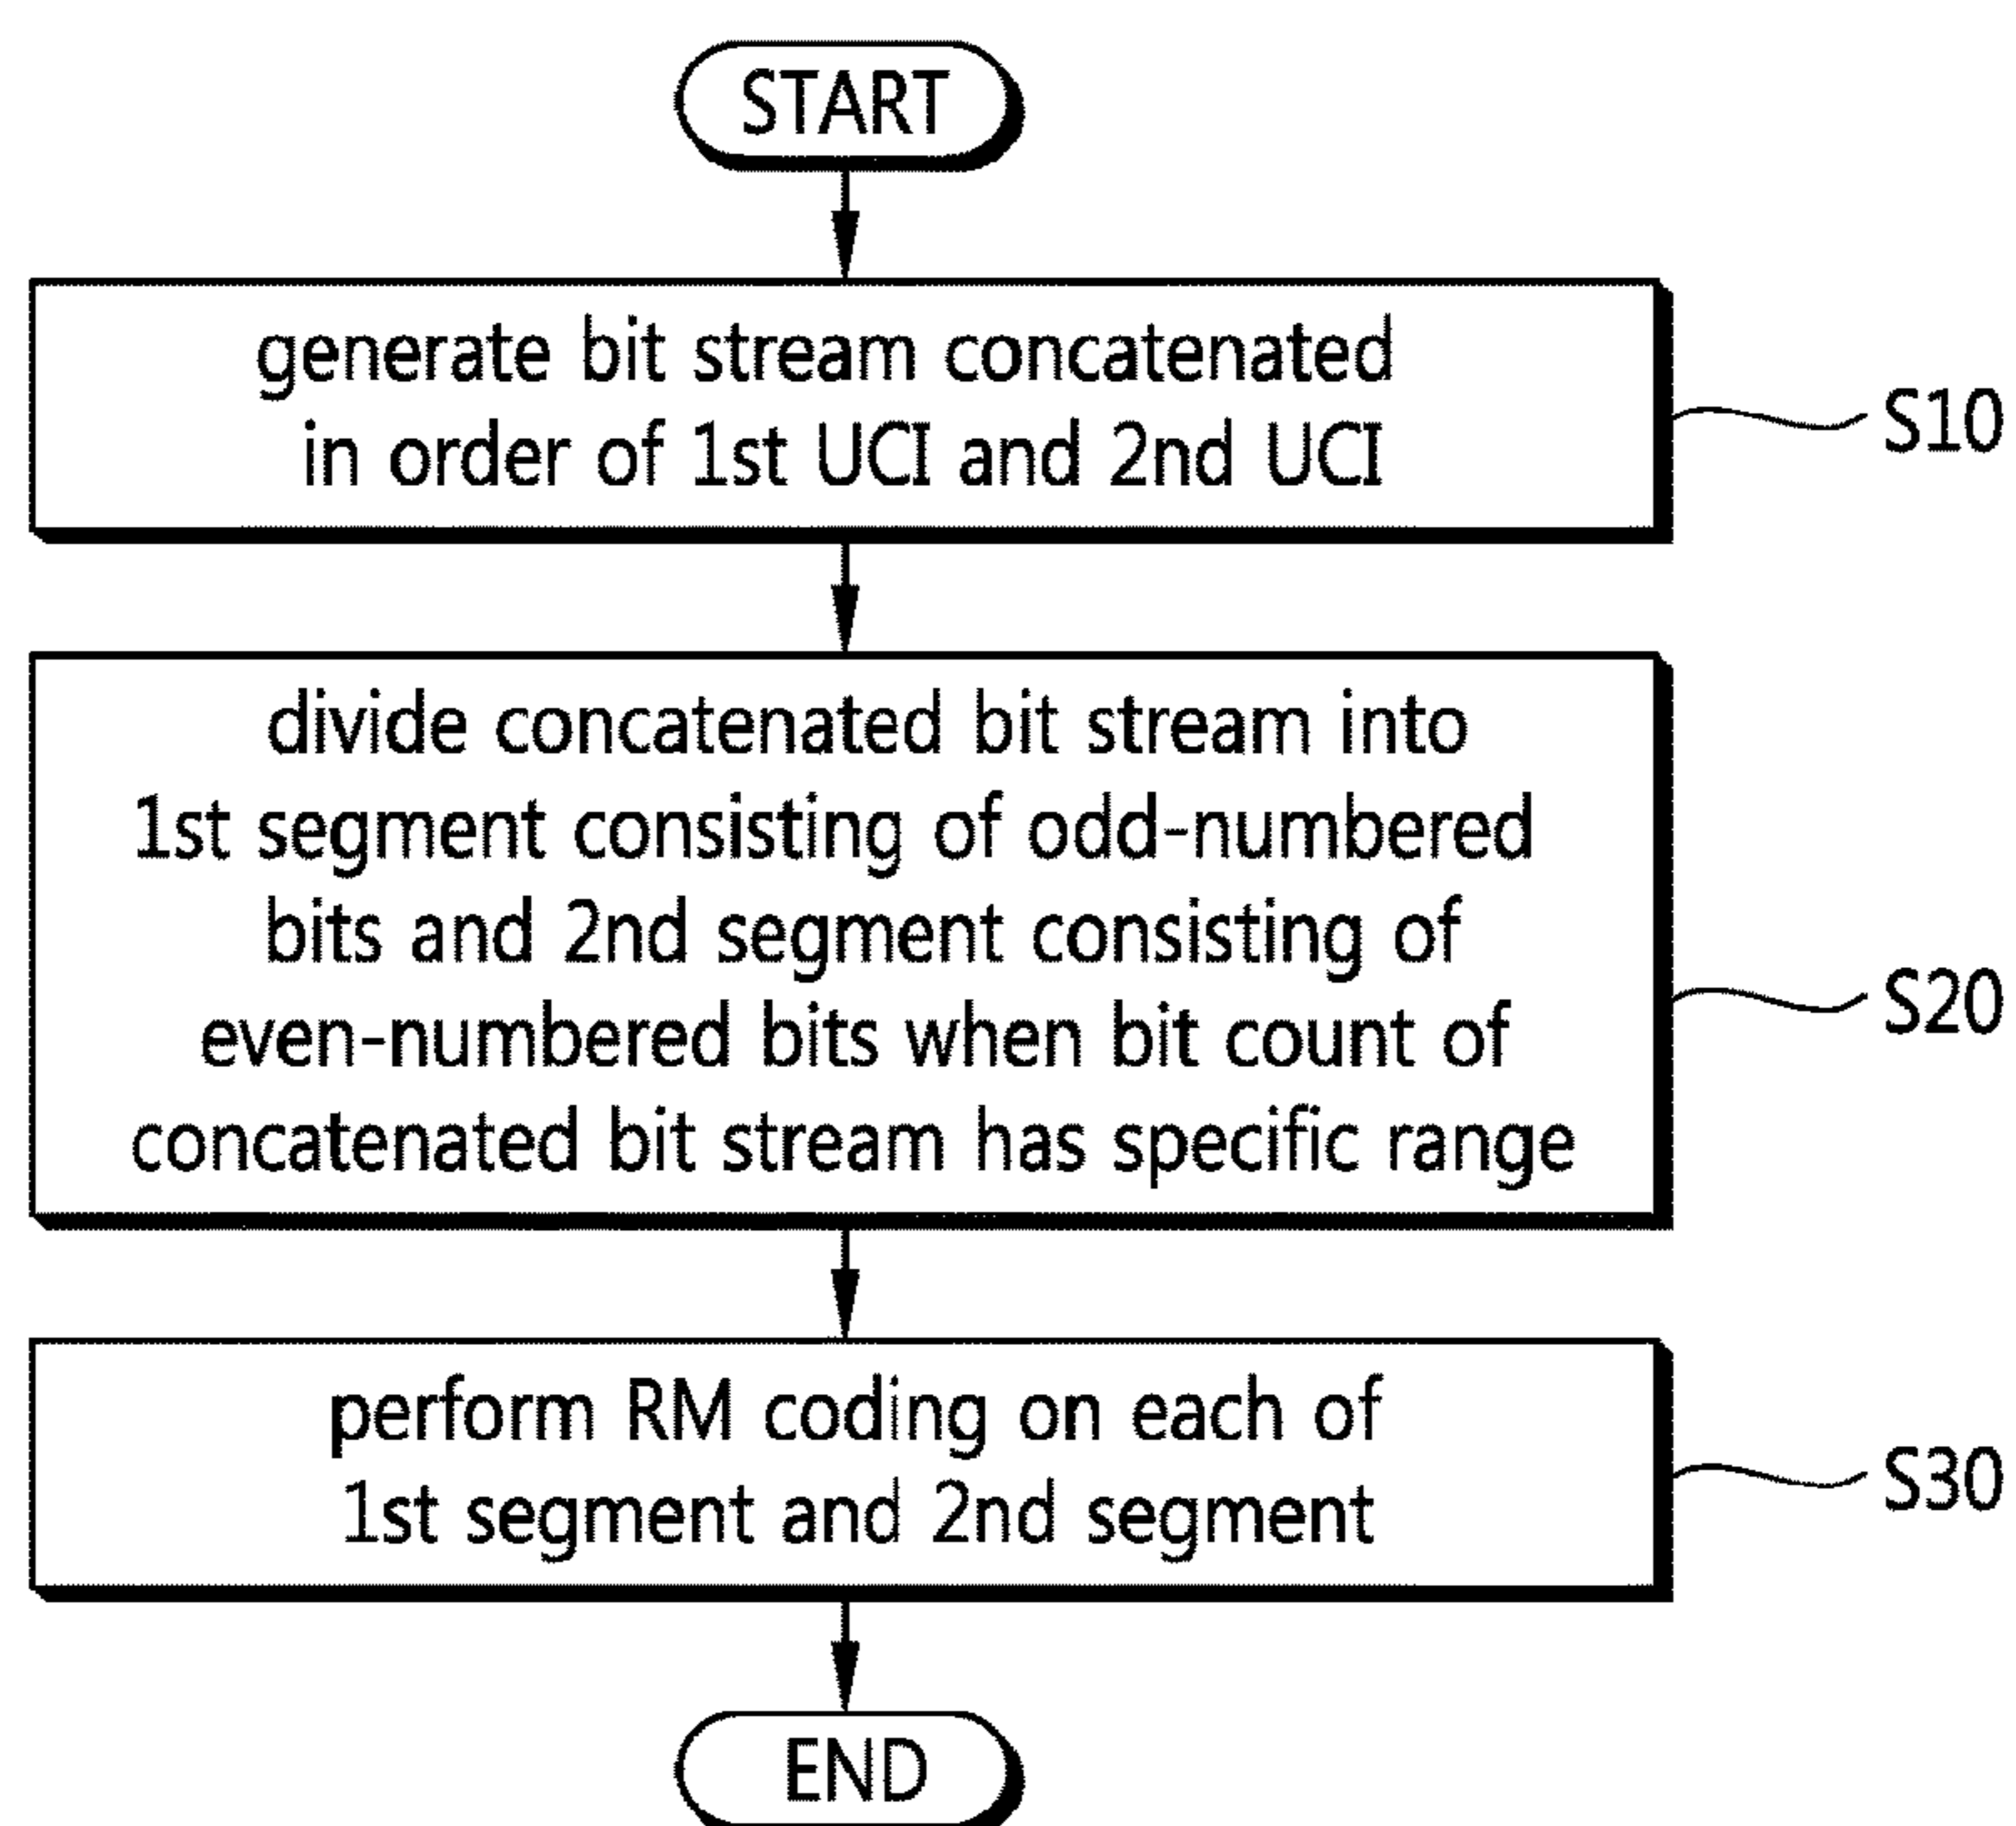 START
generate bit stream concatenated
in order of 1st UCI and 2nd UCI
S10
divide concatenated bit stream into
1st segment consisting of odd-numbered
bits and 2nd segment consisting of
even-numbered bits when bit count of
concatenated bit stream has specific range
S20
perform RM coding on each of
1st segment and 2nd segment
S30
END